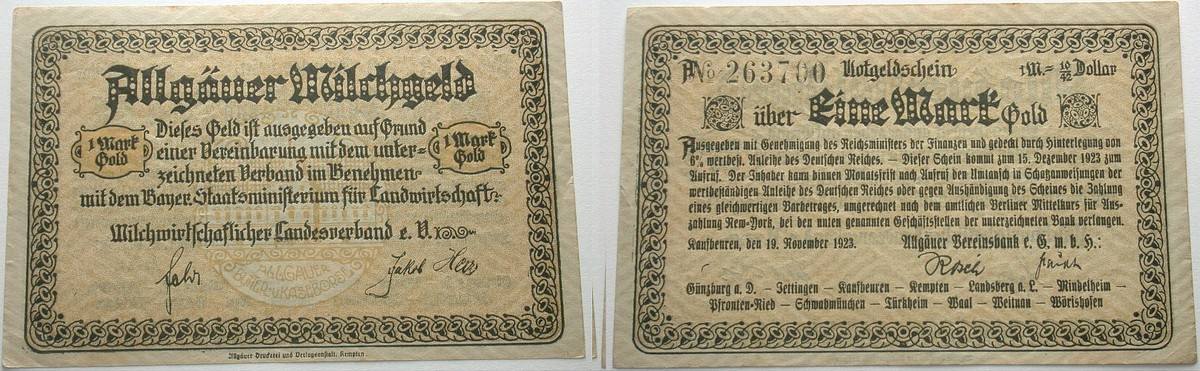 Allgäuer Milchgeld
1 Mark Gold
Dieses Geld ist ausgegeben auf Grund
einer Vereinbarung mit dem unter-
zeichneten Verband im Benehmen
mit dem Bayer. Staatsministerium für Landwirtschaft:
1 Mark Gold
Milchwirtschaftlicher Landesverband e. V.
Jakob Herz
ALLGÄUER
BUTER-U.KÄSEBÖRSE
Allgäuer Druckerei und Verlagsanstalt, Kempten
No 263700 Notgeldschein 1 M. = 10/42 Dollar
über Eine Mark Gold
Ausgegeben mit Genehmigung des Reichsministers der Finanzen und gedeckt durch Hinterlegung von
6% wertbest. Anleihe des Deutschen Reiches. — Dieser Schein kommt zum 15. Dezember 1923 zum
Aufruf. Der Inhaber kann binnen Monatsfrist nach Aufruf den Umtausch in Schatzanweisungen der
wertbeständigen Anleihe des Deutschen Reiches oder gegen Aushändigung des Scheines die Zahlung
eines gleichwertigen Barbetrages, umgerechnet nach dem amtlichen Berliner Mittelkurs für Aus-
zahlung New-York, bei den unten genannten Geschäftsstellen der unterzeichneten Bank verlangen.
Kaufbeuren, den 19. November 1923. Allgäuer Vereinsbank e. G. m. b. H.:
Rösch
Günzburg a. D. — Jettingen — Kaufbeuren — Kempten — Landsberg a. L. — Mindelheim —
Pfronten-Ried — Schwabmünchen — Türkheim — Waal — Weitnau — Wörishofen